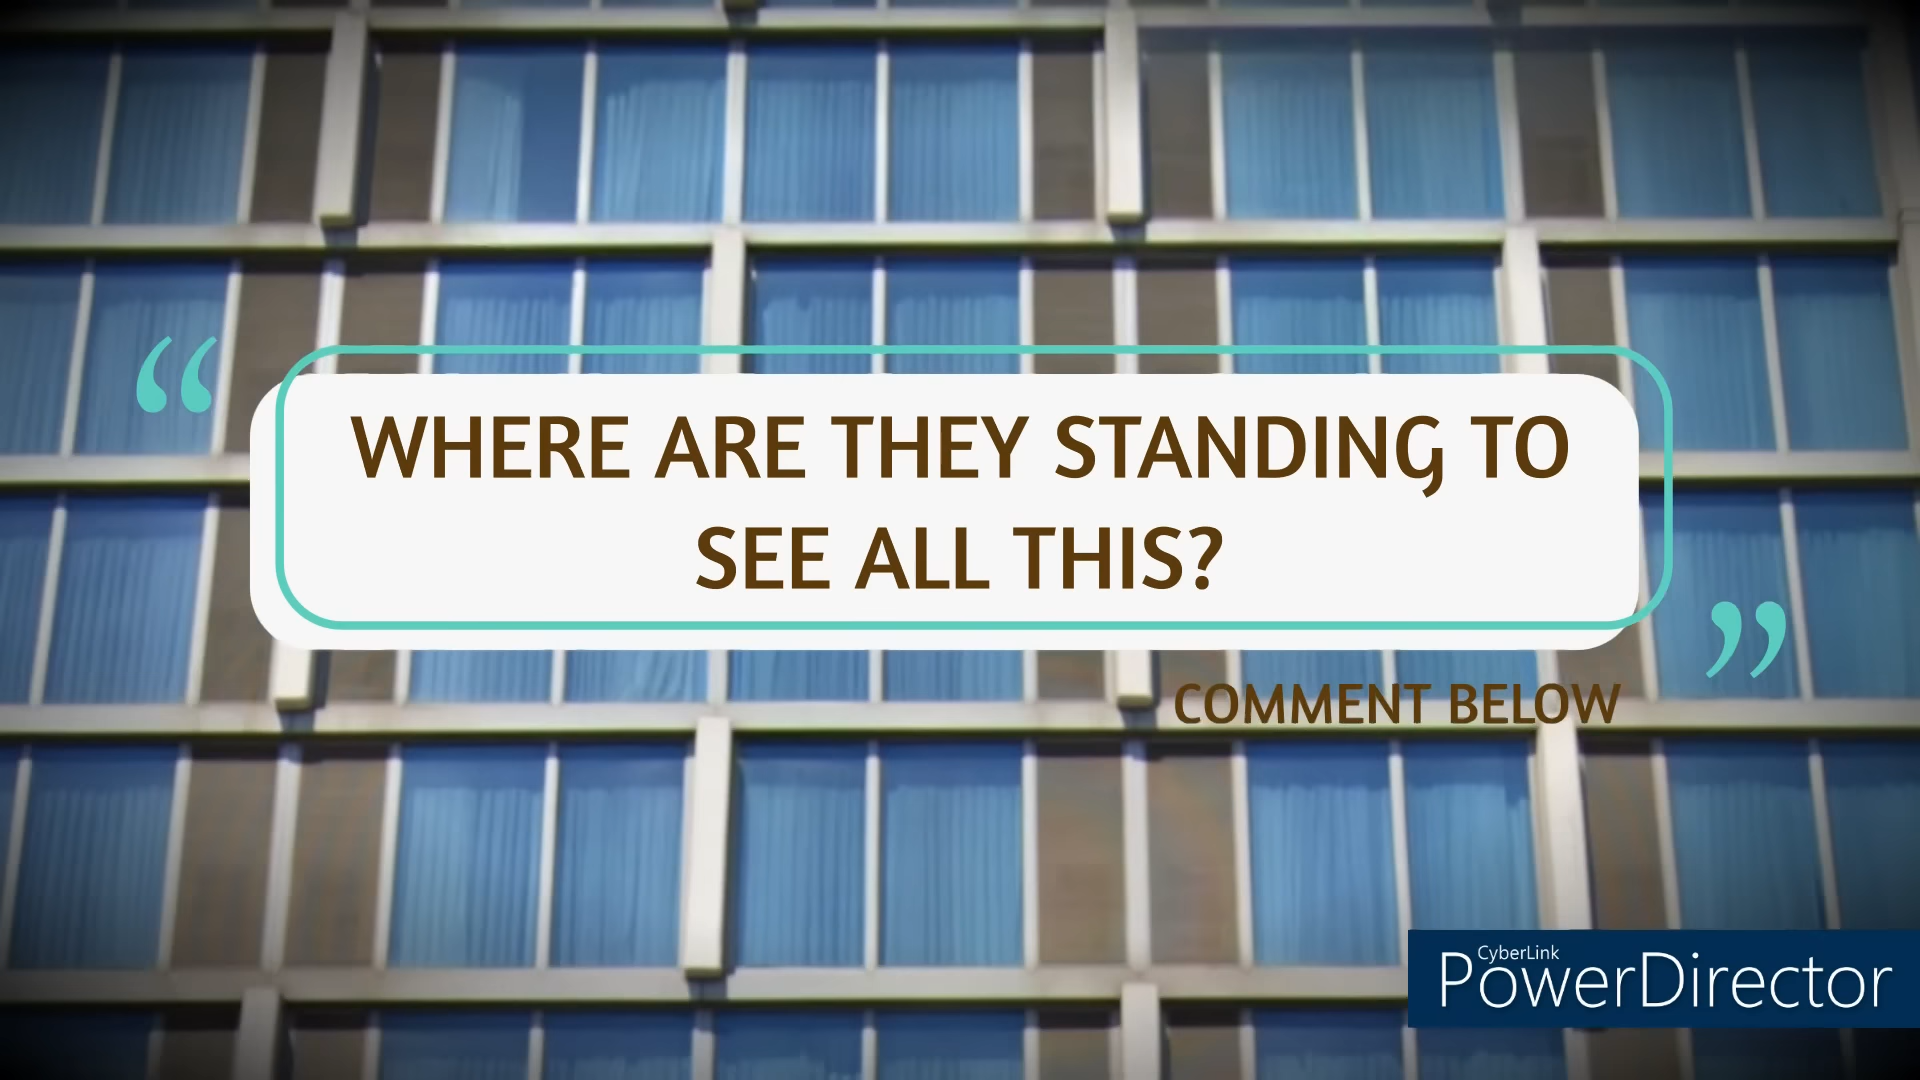 “
WHERE ARE THEY STANDING TO
SEE ALL THIS?
”
COMMENT BELOW
CyberLink
PowerDirector